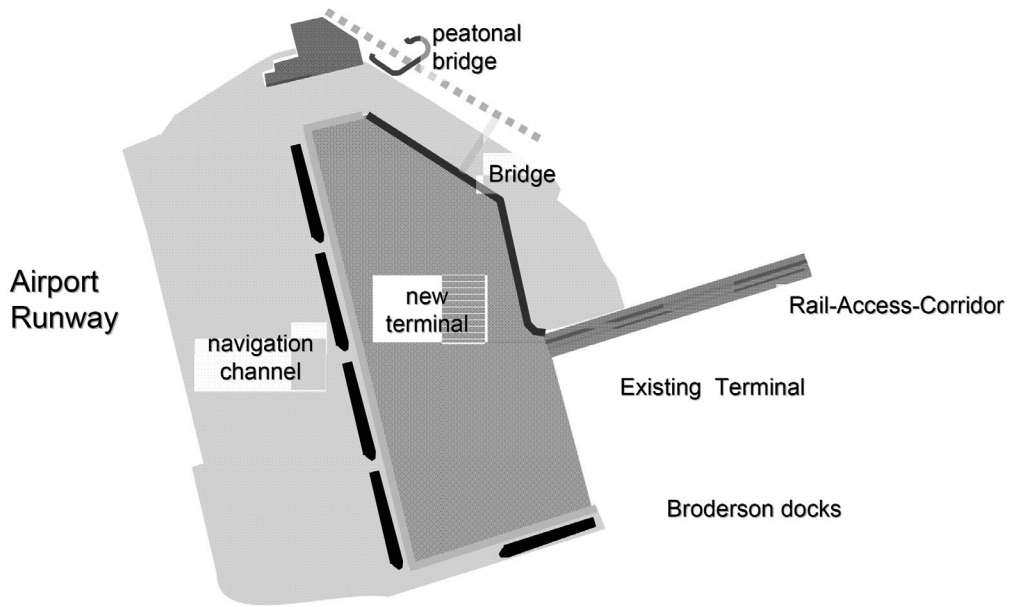 peatonal
bridge
Bridge
Airport
Runway
new
terminal
Rail-Access-Corridor
navigation
channel
Existing Terminal
Broderson docks